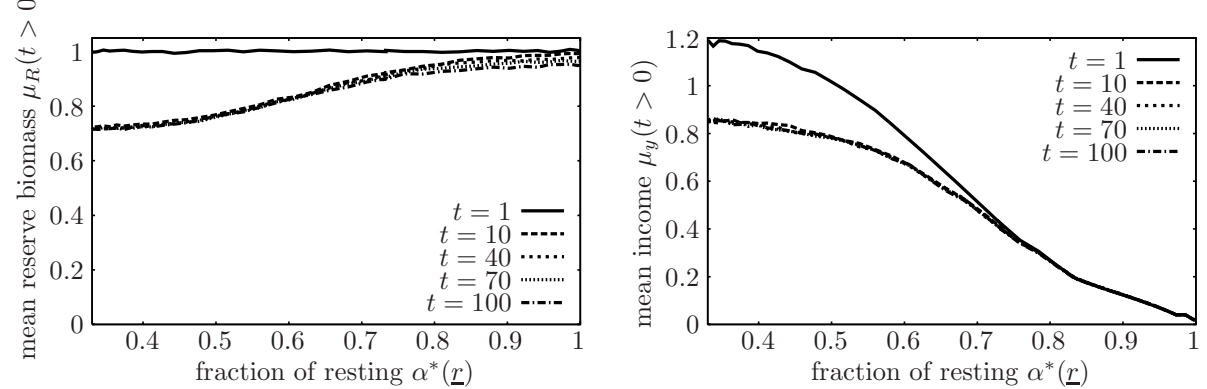 mean reserve biomass μ_R(t > 0
1
0.8
0.6
0.4
0.2
0
0.4 0.5 0.6 0.7 0.8 0.9 1
fraction of resting α*(r)
t = 1
t = 10
t = 40
t = 70
t = 100
mean income μ_y(t > 0)
1.2
1
0.8
0.6
0.4
0.2
0
0.4 0.5 0.6 0.7 0.8 0.9 1
fraction of resting α*(r)
t = 1
t = 10
t = 40
t = 70
t = 100